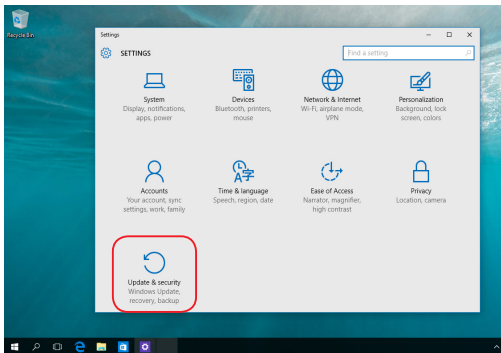 Recycle Bin
Settings
SETTINGS
Find a setting
System
Display, notifications,
apps, power
Devices
Bluetooth, printers,
mouse
Network & Internet
Wi-Fi, airplane mode,
VPN
Personalization
Background, lock
screen, colors
Accounts
Your account, sync
settings, work, family
Time & language
Speech, region, date
Ease of Access
Narrator, magnifier,
high contrast
Privacy
Location, camera
Update & security
Windows Update,
recovery, backup